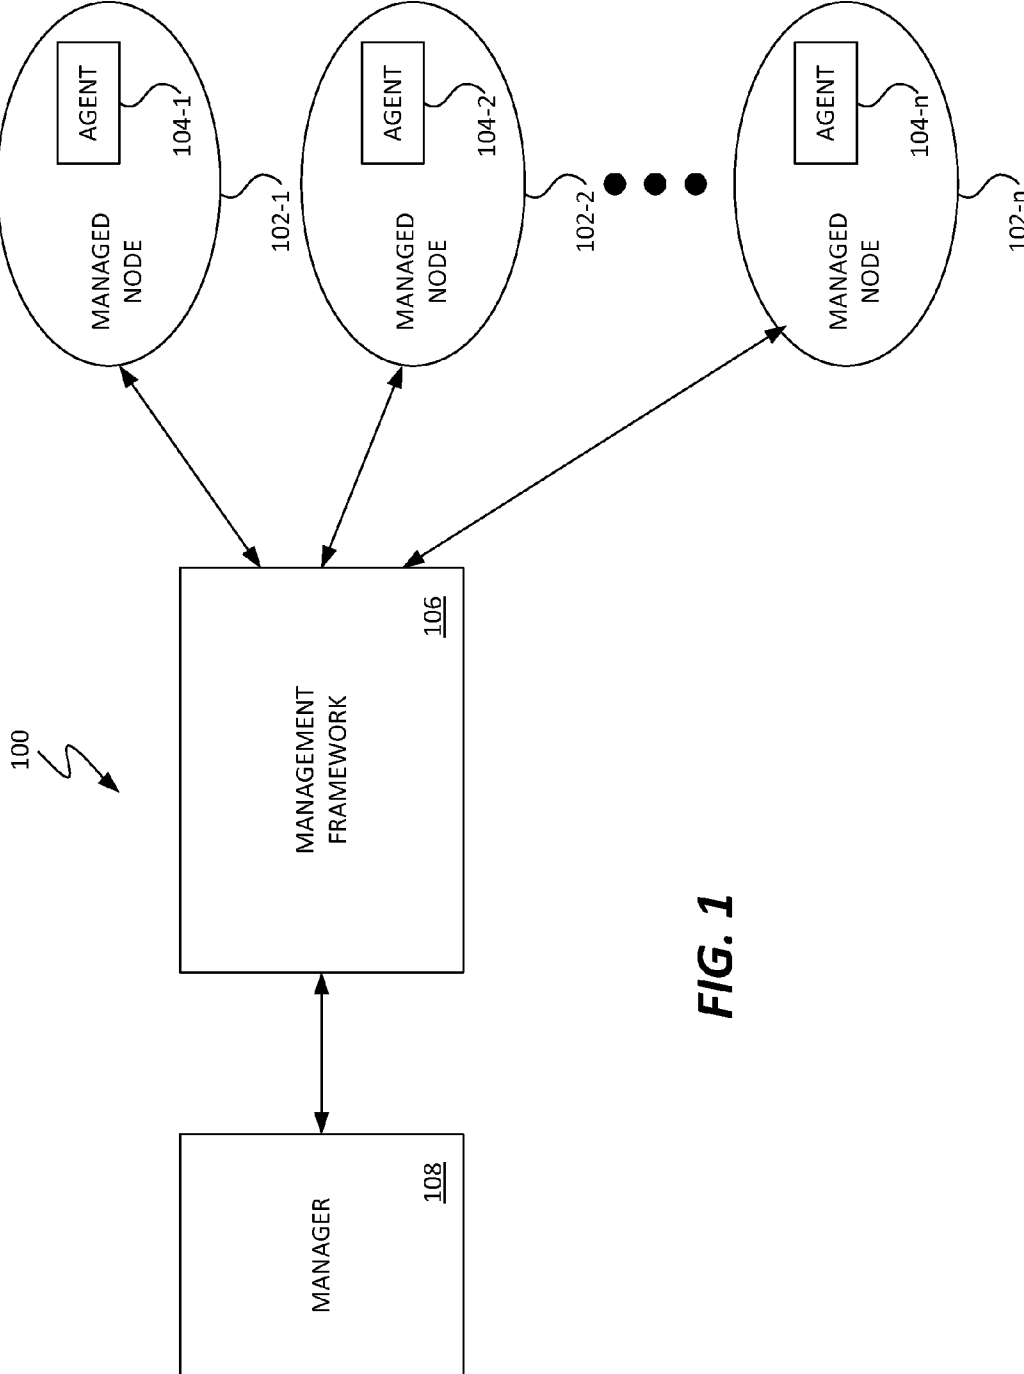 100
MANAGER
108
MANAGEMENT
FRAMEWORK
106
MANAGED
NODE
AGENT
104-1
102-1
MANAGED
NODE
AGENT
104-2
102-2
MANAGED
NODE
AGENT
104-n
102-n
FIG. 1